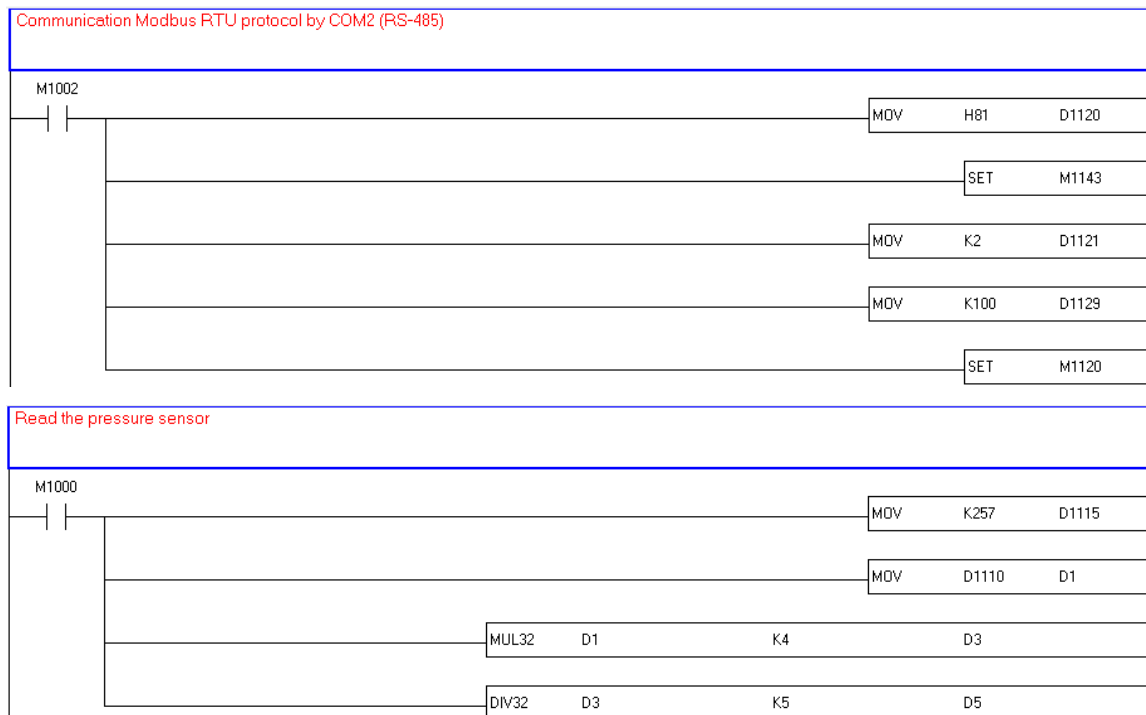 Communication Modbus RTU protocol by COM2 (RS-485)
M1002
MOV H81 D1120
SET M1143
MOV K2 D1121
MOV K100 D1129
SET M1120
Read the pressure sensor
M1000
MOV K257 D1115
MOV D1110 D1
MUL32 D1 K4 D3
DIV32 D3 K5 D5